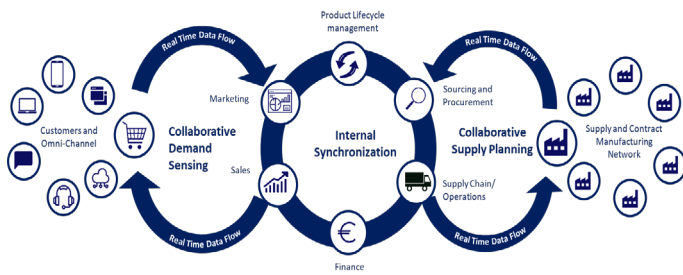 Product Lifecycle
management
Real Time Data Flow
Real Time Data Flow
Marketing
Sourcing and
Procurement
Customers and
Omni-Channel
Collaborative
Demand
Sensing
Internal
Synchronization
Collaborative
Supply Planning
Supply and Contract
Manufacturing
Network
Sales
Supply Chain/
Operations
Real Time Data Flow
Real Time Data Flow
€
Finance